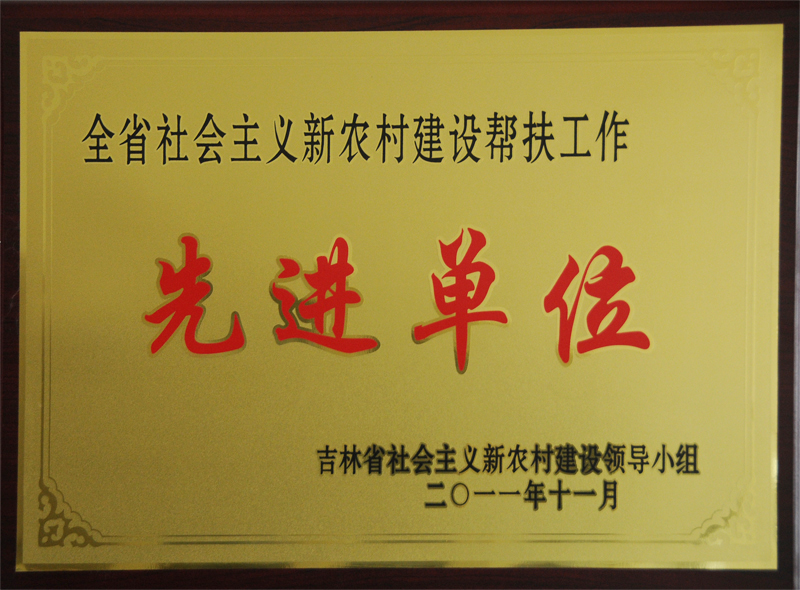 全省社会主义新农村建设帮扶工作
先进单位
吉林省社会主义新农村建设领导小组
二〇一一年十一月